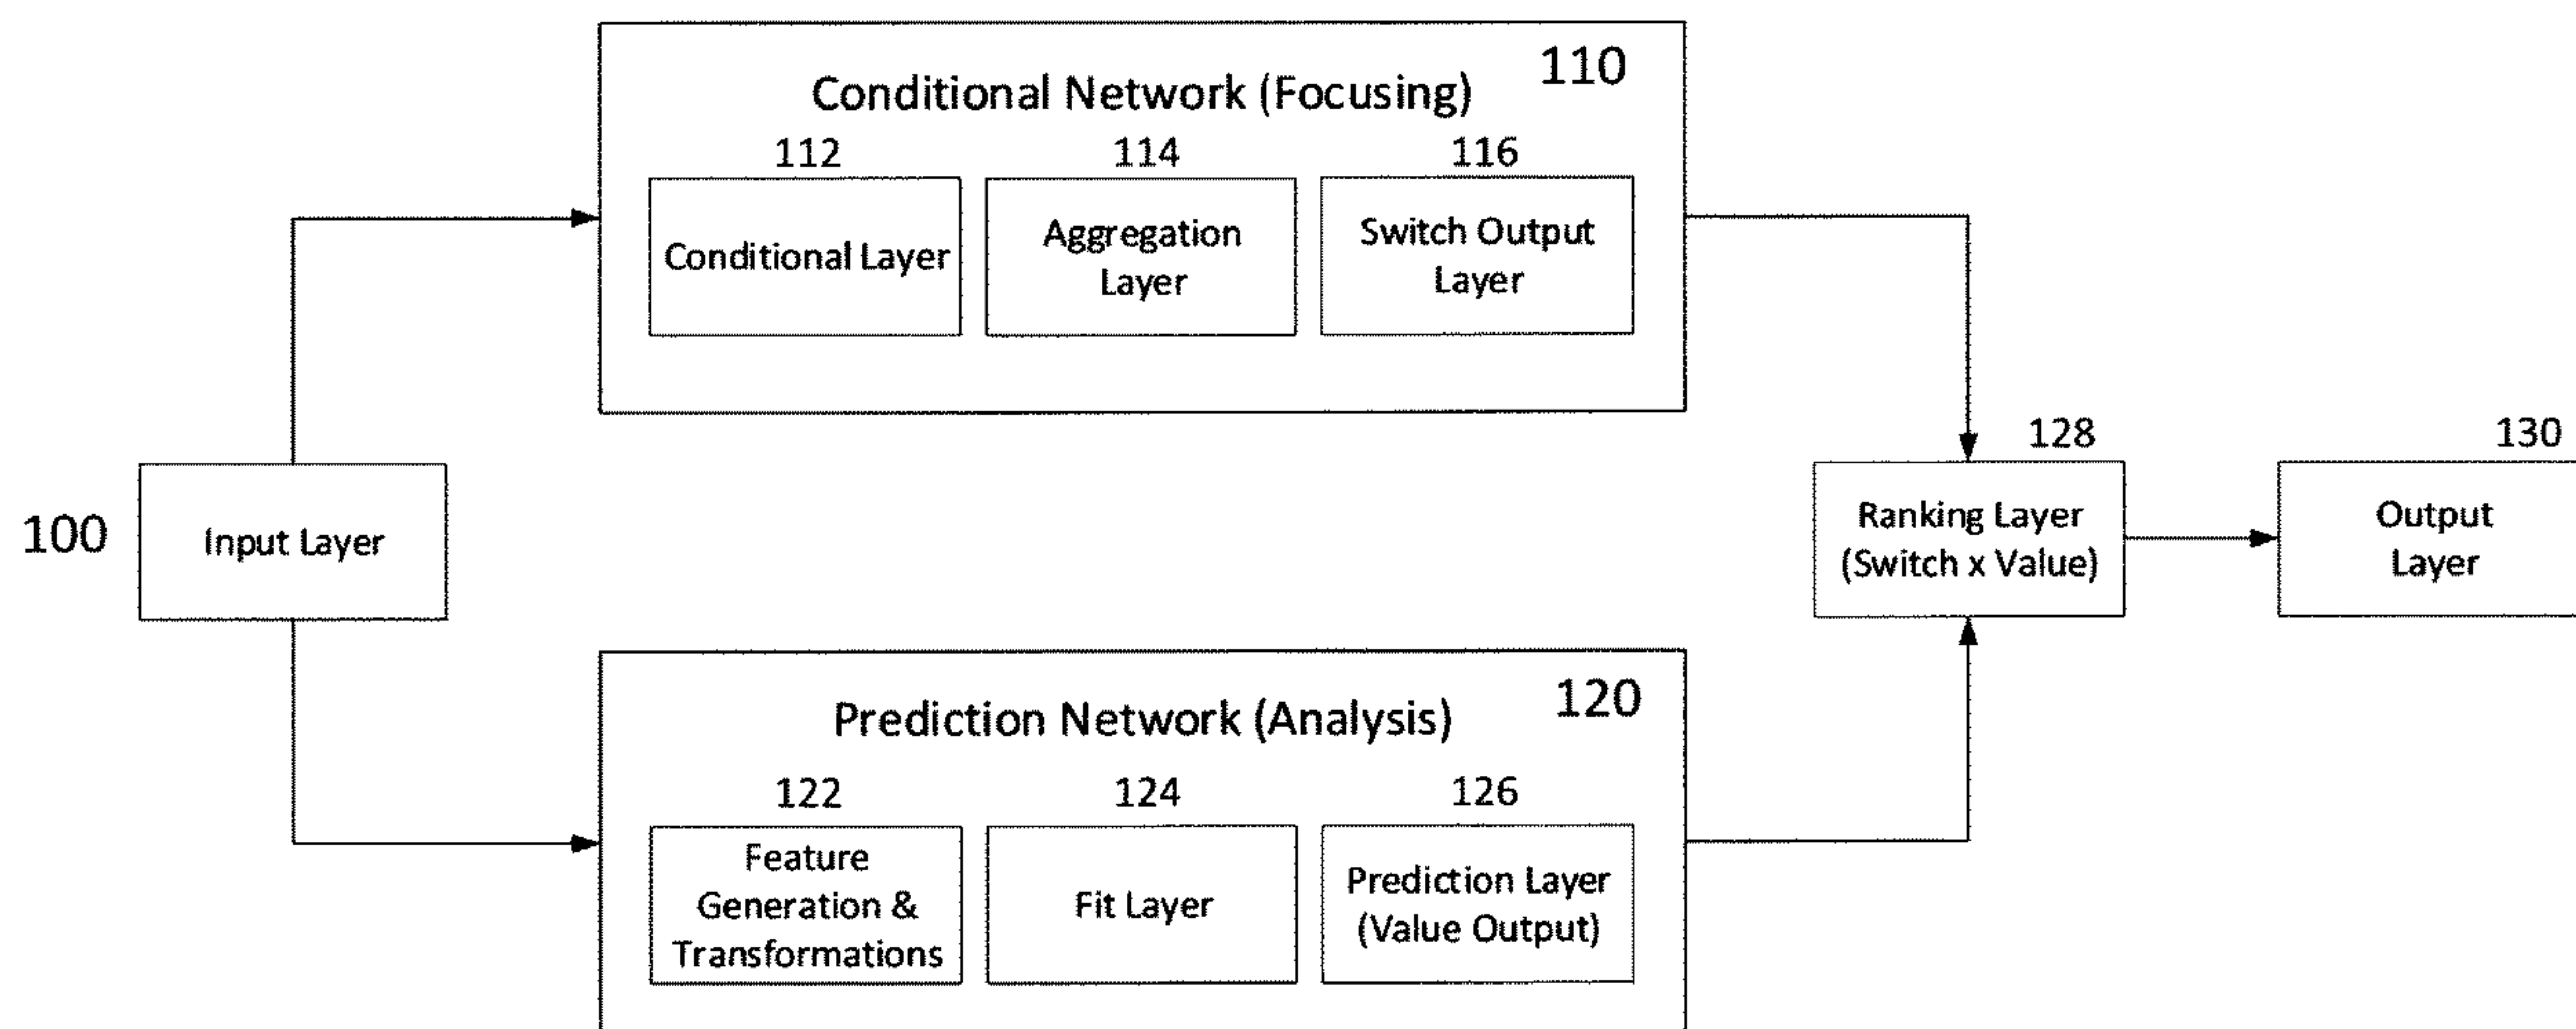 110
Conditional Network (Focusing)
112
114
116
Conditional Layer
Aggregation
Layer
Switch Output
Layer
100
Input Layer
128
130
Ranking Layer
(Switch x Value)
Output
Layer
120
Prediction Network (Analysis)
122
124
126
Feature
Generation &
Transformations
Fit Layer
Prediction Layer
(Value Output)